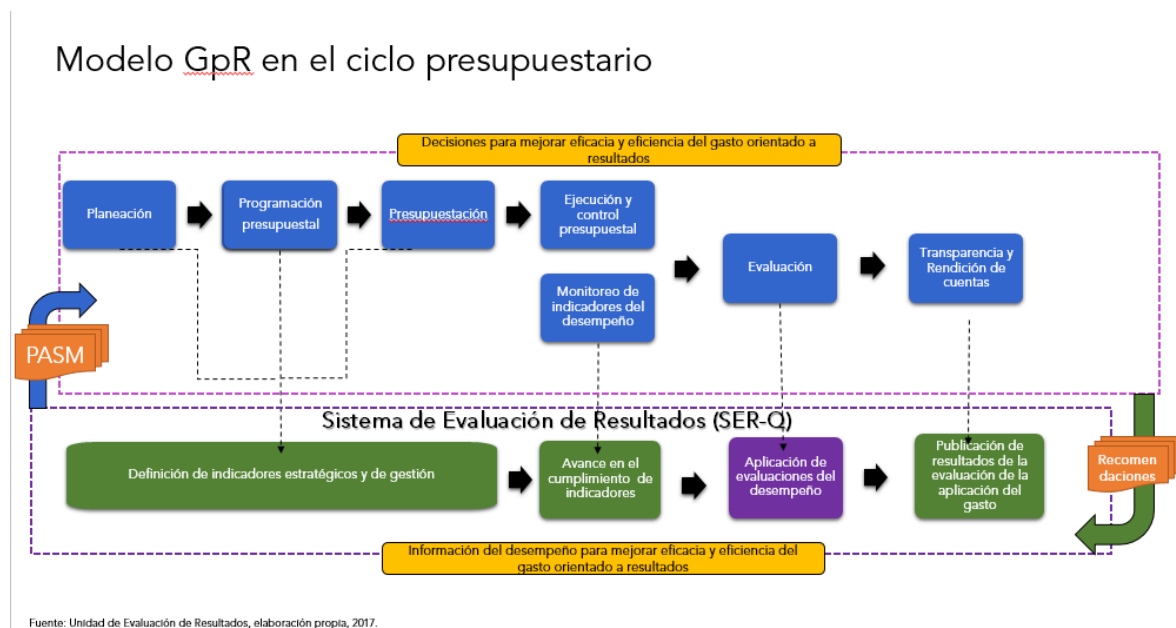 Modelo GpR en el ciclo presupuestario
Decisiones para mejorar eficacia y eficiencia del gasto orientado a
resultados
Planeación
Programación
presupuestal
Presupuestación
Ejecución y
control
presupuestal
Monitoreo de
indicadores del
desempeño
Evaluación
Transparencia y
Rendición de
cuentas
PASM
Sistema de Evaluación de Resultados (SER-Q)
Definición de indicadores estratégicos y de gestión
Avance en el
cumplimiento de
indicadores
Aplicación de
evaluaciones del
desempeño
Publicación de
resultados de la
evaluación de la
aplicación del
gasto
Recomen
daciones
Información del desempeño para mejorar eficacia y eficiencia del
gasto orientado a resultados
Fuente: Unidad de Evaluación de Resultados, elaboración propia, 2017.